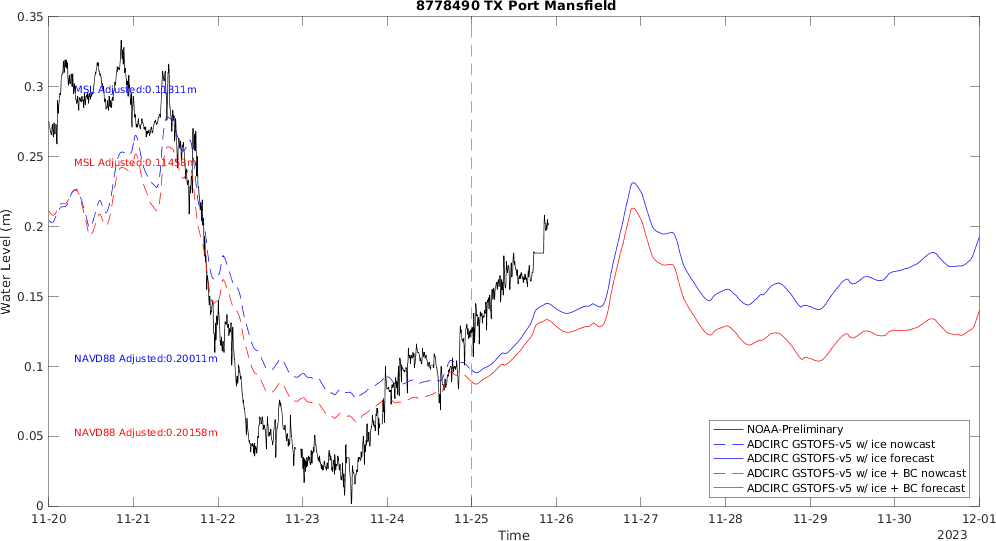 8778490 TX Port Mansfield
0.35
0.3
0.25
0.2
0.15
0.1
0.05
0
Water Level (m)
MSL Adjusted:0.11311m
MSL Adjusted:0.11458m
NAVD88 Adjusted:0.20011m
NAVD88 Adjusted:0.20158m
NOAA-Preliminary
ADCIRC GSTOFS-v5 w/ ice nowcast
ADCIRC GSTOFS-v5 w/ ice forecast
ADCIRC GSTOFS-v5 w/ ice + BC nowcast
ADCIRC GSTOFS-v5 w/ ice + BC forecast
11-20 11-21 11-22 11-23 11-24 11-25 11-26 11-27 11-28 11-29 11-30 12-01
Time
2023